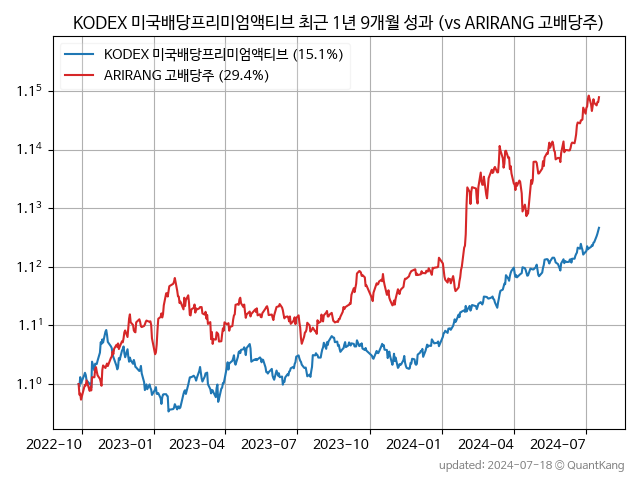 KODEX 미국배당프리미엄액티브 최근 1년 9개월 성과 (vs ARIRANG 고배당주)
KODEX 미국배당프리미엄액티브 (15.1%)
ARIRANG 고배당주 (29.4%)
1.1⁵
1.1⁴
1.1³
1.1²
1.1¹
1.1⁰
2022-10 2023-01 2023-04 2023-07 2023-10 2024-01 2024-04 2024-07
updated: 2024-07-18 © QuantKang